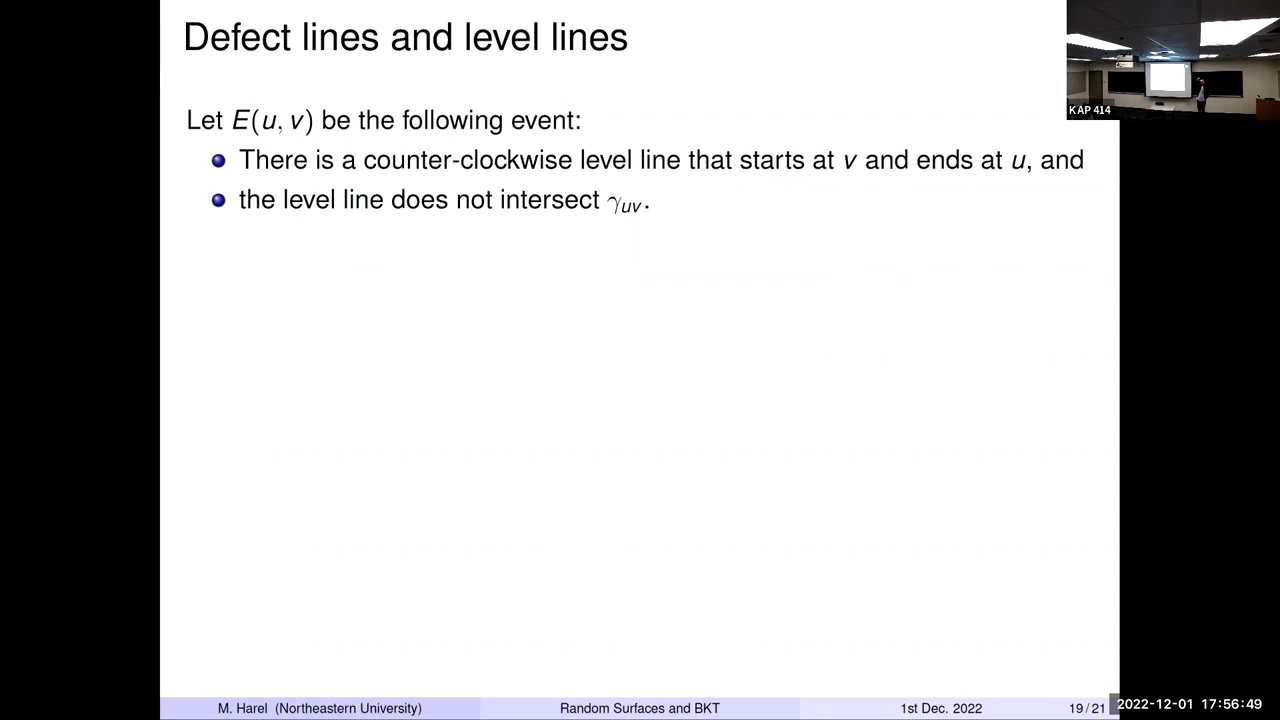 Defect lines and level lines
KAP 414
Let E(u, v) be the following event:
There is a counter-clockwise level line that starts at v and ends at u, and
the level line does not intersect γuv.
M. Harel (Northeastern University)
Random Surfaces and BKT
1st Dec. 2022
19 / 21
2022-12-01 17:56:49